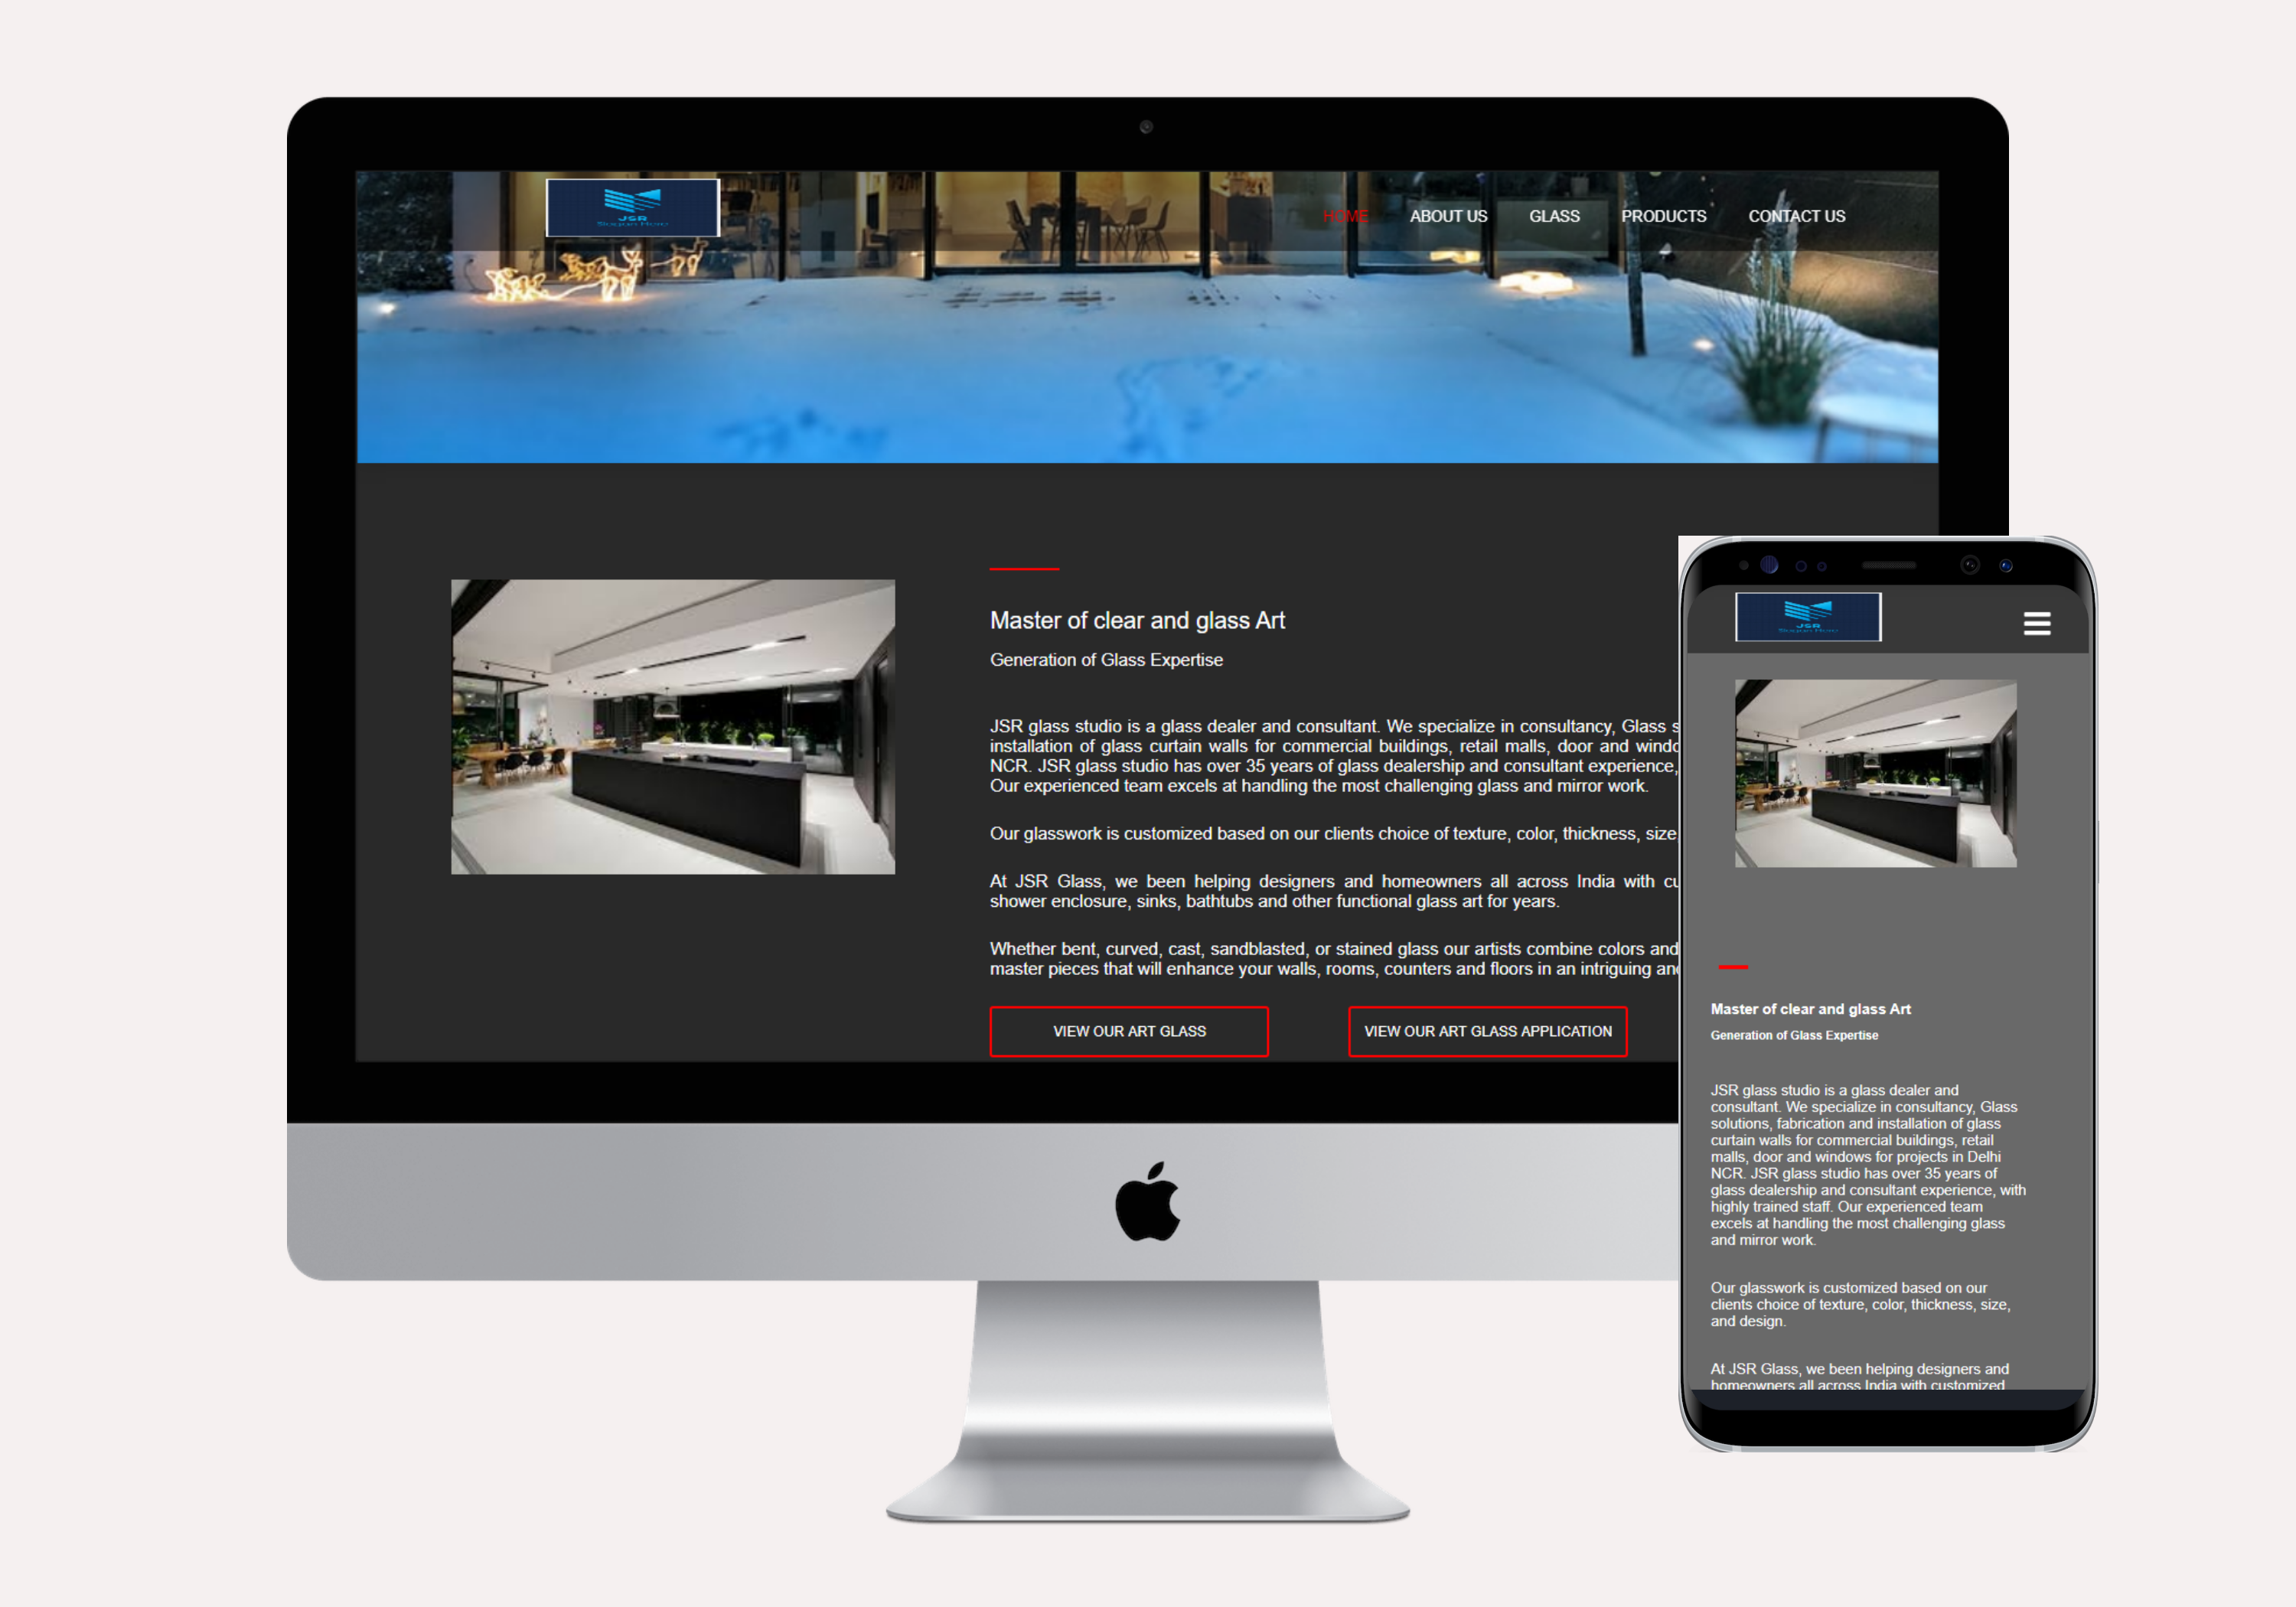 JSR
Slogan Here
HOME
ABOUT US
GLASS
PRODUCTS
CONTACT US
Master of clear and glass Art
Generation of Glass Expertise
JSR glass studio is a glass dealer and consultant. We specialize in consultancy, Glass s
installation of glass curtain walls for commercial buildings, retail malls, door and windo
NCR. JSR glass studio has over 35 years of glass dealership and consultant experience,
Our experienced team excels at handling the most challenging glass and mirror work.
Our glasswork is customized based on our clients choice of texture, color, thickness, size,
At JSR Glass, we been helping designers and homeowners all across India with cu
shower enclosure, sinks, bathtubs and other functional glass art for years.
Whether bent, curved, cast, sandblasted, or stained glass our artists combine colors and
master pieces that will enhance your walls, rooms, counters and floors in an intriguing and
VIEW OUR ART GLASS
VIEW OUR ART GLASS APPLICATION
JSR
Slogan Here
Master of clear and glass Art
Generation of Glass Expertise
JSR glass studio is a glass dealer and
consultant. We specialize in consultancy, Glass
solutions, fabrication and installation of glass
curtain walls for commercial buildings, retail
malls, door and windows for projects in Delhi
NCR. JSR glass studio has over 35 years of
glass dealership and consultant experience, with
highly trained staff. Our experienced team
excels at handling the most challenging glass
and mirror work.
Our glasswork is customized based on our
clients choice of texture, color, thickness, size,
and design.
At JSR Glass, we been helping designers and
homeowners all across India with customized